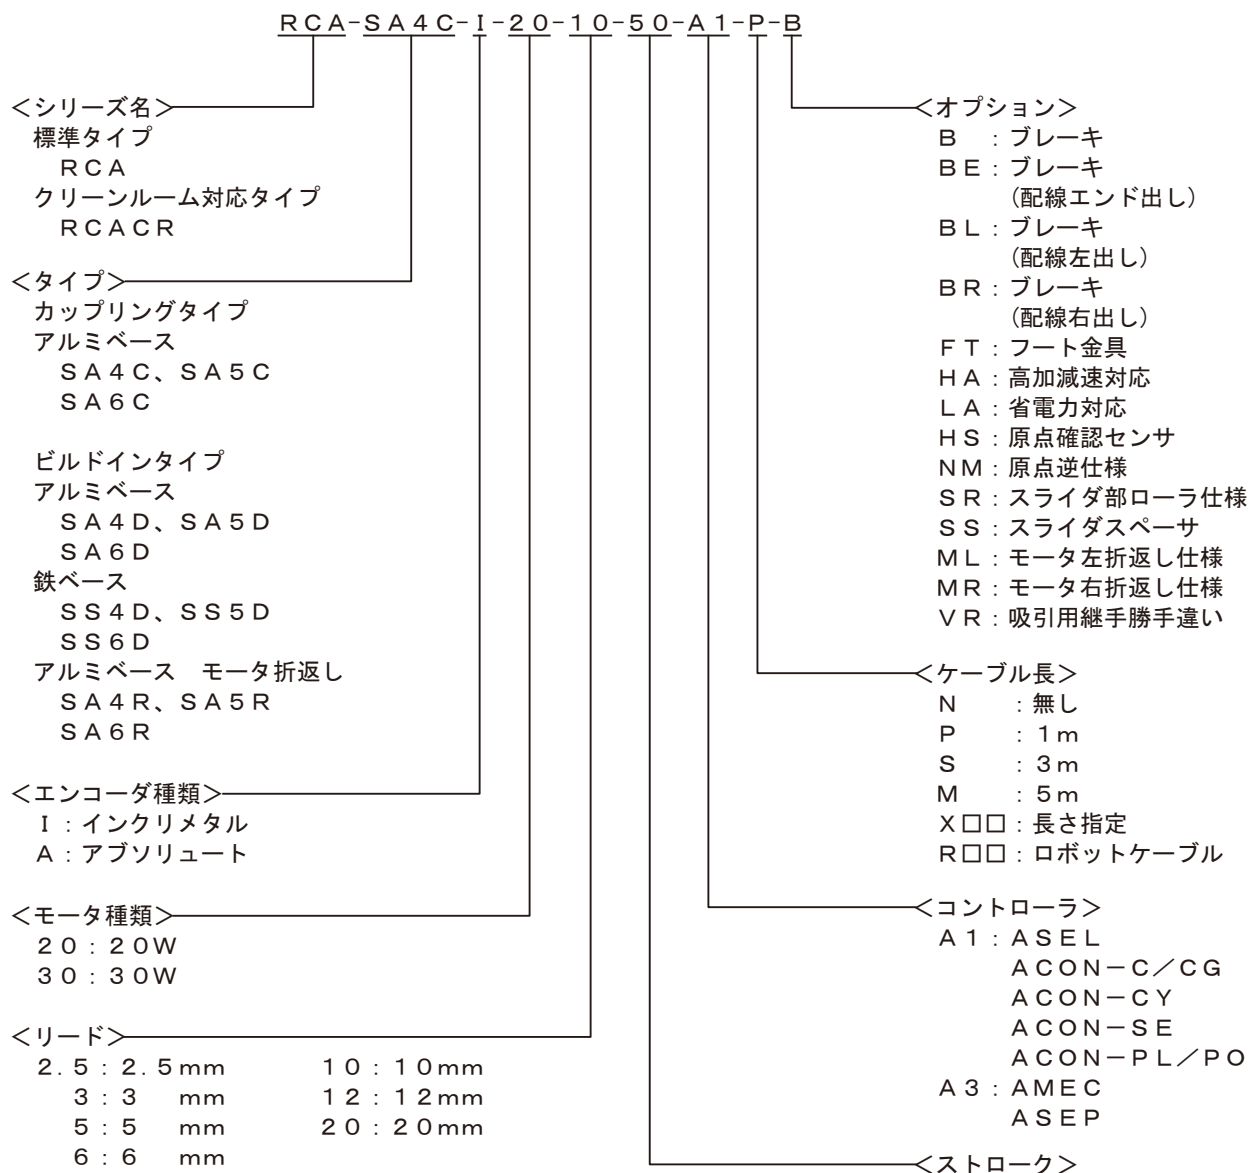 RCA-SA4C-I-20-10-50-A1-P-B
<シリーズ名>
標準タイプ
RCA
クリーンルーム対応タイプ
RCACR
<タイプ>
カップリングタイプ
アルミベース
SA4C、SA5C
SA6C
ビルドインタイプ
アルミベース
SA4D、SA5D
SA6D
鉄ベース
SS4D、SS5D
SS6D
アルミベース　モータ折返し
SA4R、SA5R
SA6R
<エンコーダ種類>
I：インクリメタル
A：アブソリュート
<モータ種類>
20：20W
30：30W
<リード>
2.5：2.5mm　10：10mm
3：3　mm　12：12mm
5：5　mm　20：20mm
6：6　mm
<オプション>
B　：ブレーキ
BE：ブレーキ
(配線エンド出し)
BL：ブレーキ
(配線左出し)
BR：ブレーキ
(配線右出し)
FT：フート金具
HA：高加減速対応
LA：省電力対応
HS：原点確認センサ
NM：原点逆仕様
SR：スライダ部ローラ仕様
SS：スライダスペーサ
ML：モータ左折返し仕様
MR：モータ右折返し仕様
VR：吸引用継手勝手違い
<ケーブル長>
N　：無し
P　：1m
S　：3m
M　：5m
X□□：長さ指定
R□□：ロボットケーブル
<コントローラ>
A1：ASEL
ACON－C／CG
ACON－CY
ACON－SE
ACON－PL／PO
A3：AMEC
ASEP
<ストローク>